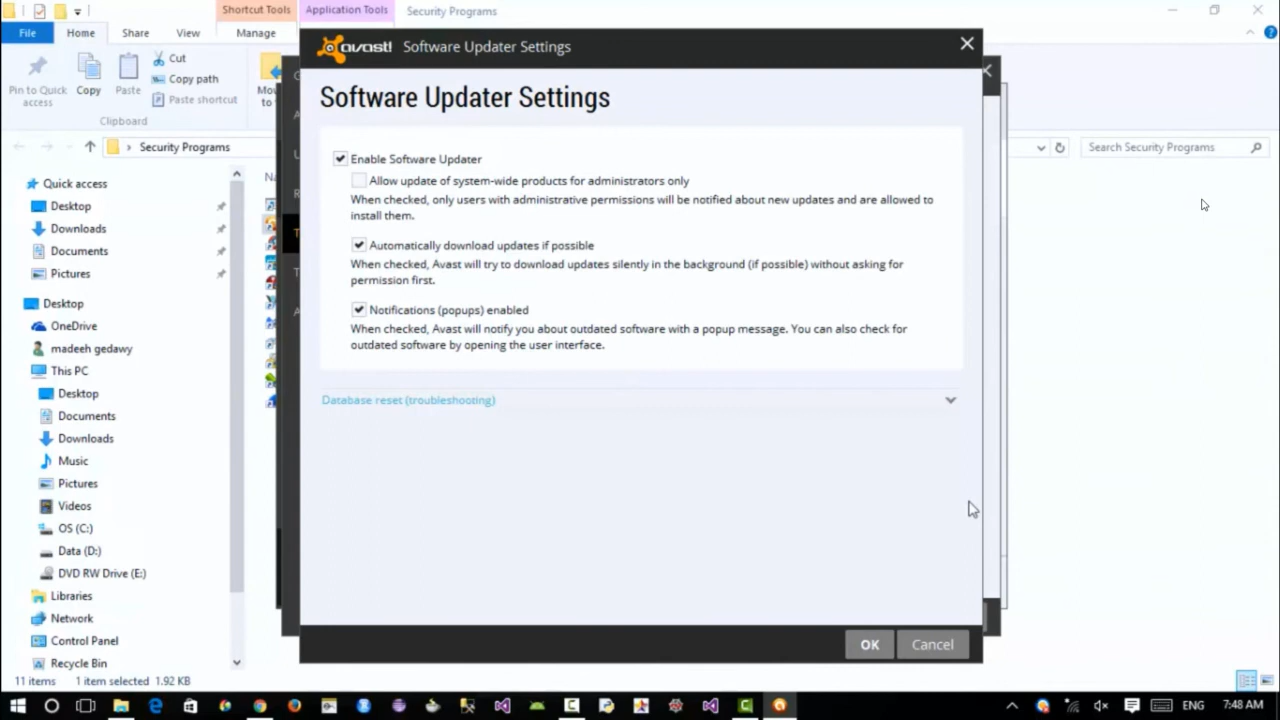 Shortcut Tools
Application Tools
Security Programs
File
Home
Share
View
Manage
Pin to Quick
access
Copy
Paste
Cut
Copy path
Paste shortcut
Clipboard
Security Programs
Search Security Programs
Quick access
Desktop
Downloads
Documents
Pictures
Desktop
OneDrive
madeeh gedawy
This PC
Desktop
Documents
Downloads
Music
Pictures
Videos
OS (C:)
Data (D:)
DVD RW Drive (E:)
Libraries
Network
Control Panel
Recycle Bin
11 items 1 item selected 1.92 KB
avast! Software Updater Settings
Software Updater Settings
Enable Software Updater
Allow update of system-wide products for administrators only
When checked, only users with administrative permissions will be notified about new updates and are allowed to
install them.
Automatically download updates if possible
When checked, Avast will try to download updates silently in the background (if possible) without asking for
permission first.
Notifications (popups) enabled
When checked, Avast will notify you about outdated software with a popup message. You can also check for
outdated software by opening the user interface.
Database reset (troubleshooting)
OK
Cancel
ENG
7:48 AM